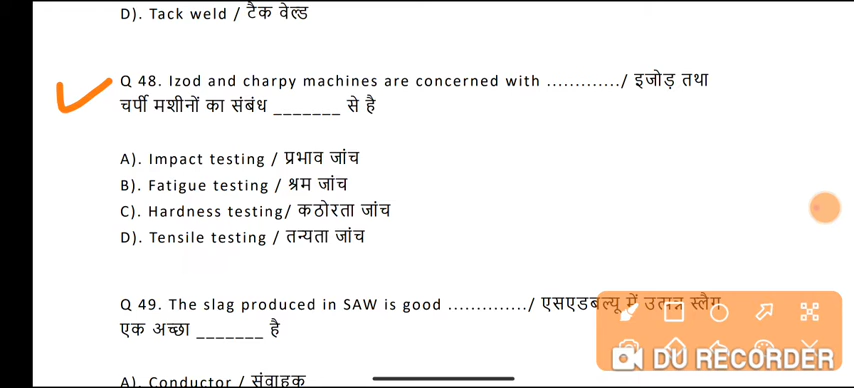 D). Tack weld / टैक वेल्ड
Q 48. Izod and charpy machines are concerned with ............./ इजोड़ तथा
चर्पी मशीनों का संबंध _______ से है
A). Impact testing / प्रभाव जांच
B). Fatigue testing / श्रम जांच
C). Hardness testing/ कठोरता जांच
D). Tensile testing / तन्यता जांच
Q 49. The slag produced in SAW is good ............../ एसएडबल्यू में उत्पन्न स्लैग
एक अच्छा _______ है
A). Conductor / संवाहक
DU RECORDER